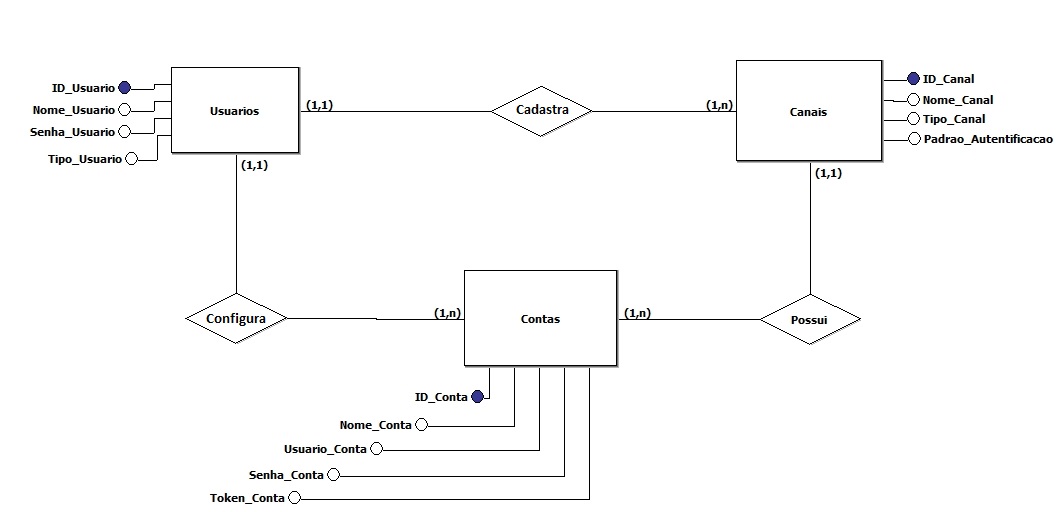 ID_Usuario
Nome_Usuario
Senha_Usuario
Tipo_Usuario
Usuarios
(1,1)
Cadastra
(1,n)
Canais
ID_Canal
Nome_Canal
Tipo_Canal
Padrao_Autentificacao
(1,1)
(1,1)
Configura
(1,n)
Contas
(1,n)
Possui
ID_Conta
Nome_Conta
Usuario_Conta
Senha_Conta
Token_Conta